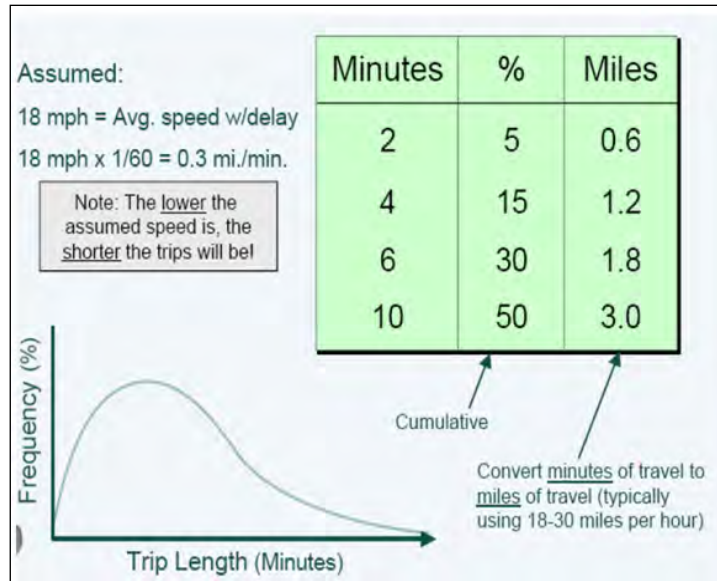 Assumed:
18 mph = Avg. speed w/delay
18 mph x 1/60 = 0.3 mi./min.
Note: The lower the
assumed speed is, the
shorter the trips will be!
Minutes % Miles
2 5 0.6
4 15 1.2
6 30 1.8
10 50 3.0
Cumulative
Convert minutes of travel to
miles of travel (typically
using 18-30 miles per hour)
Frequency (%)
Trip Length (Minutes)